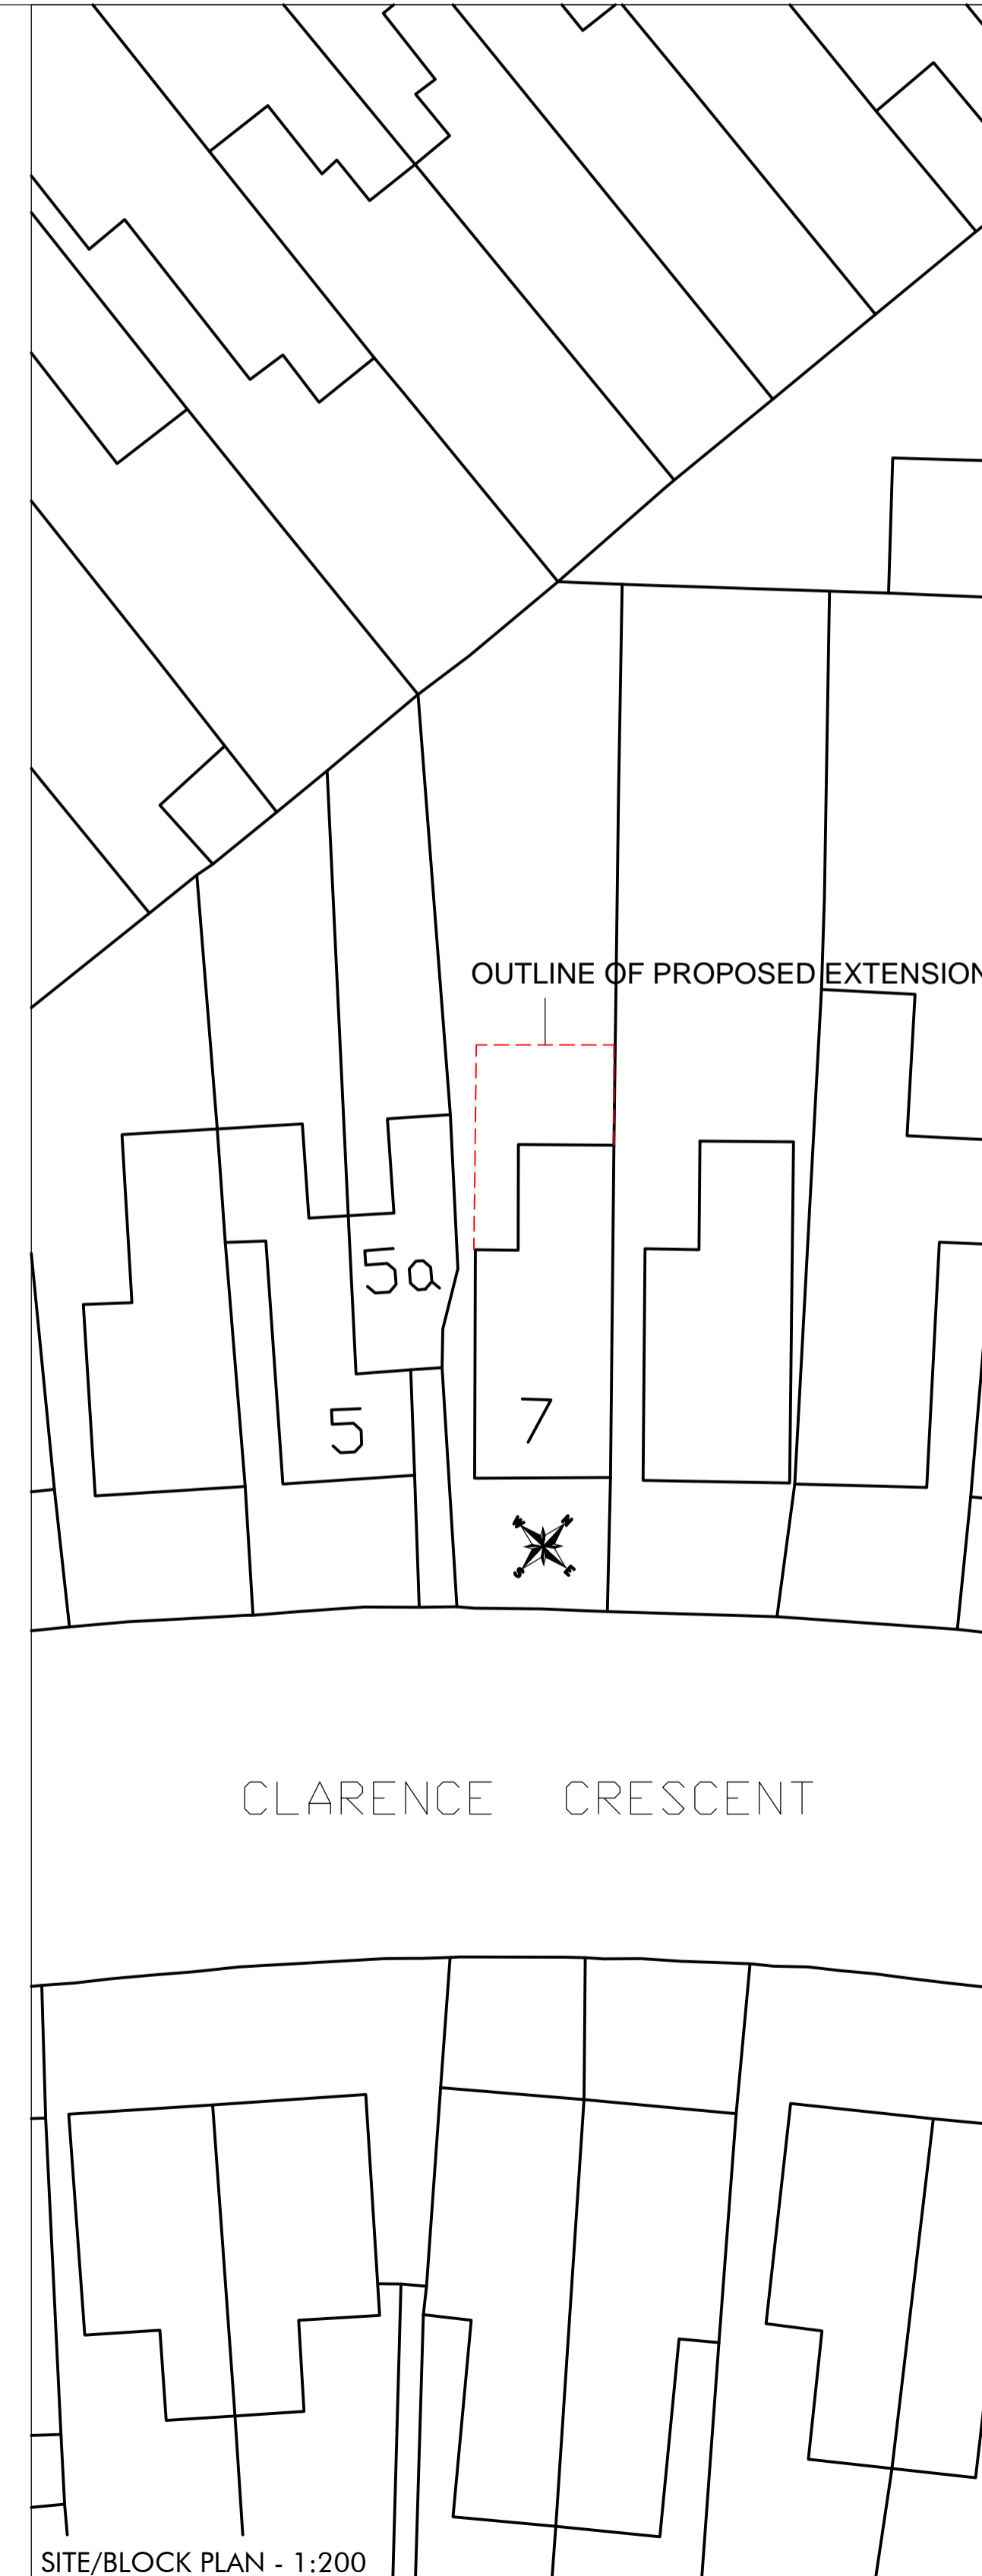 OUTLINE OF PROPOSED EXTENSION
5a
5
7
W N
S E
CLARENCE CRESCENT
SITE/BLOCK PLAN - 1:200